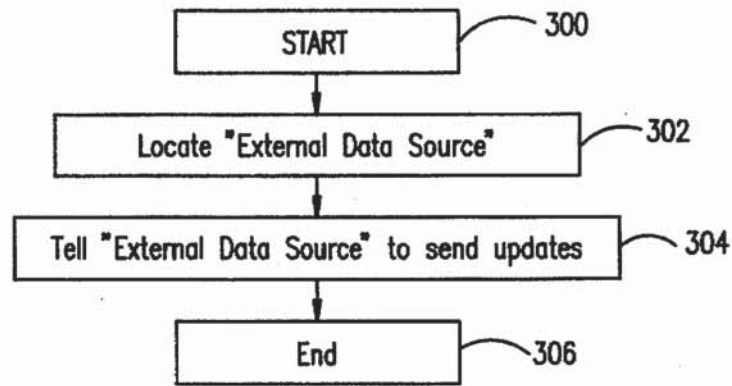 START
300
Locate "External Data Source"
302
Tell "External Data Source" to send updates
304
End
306